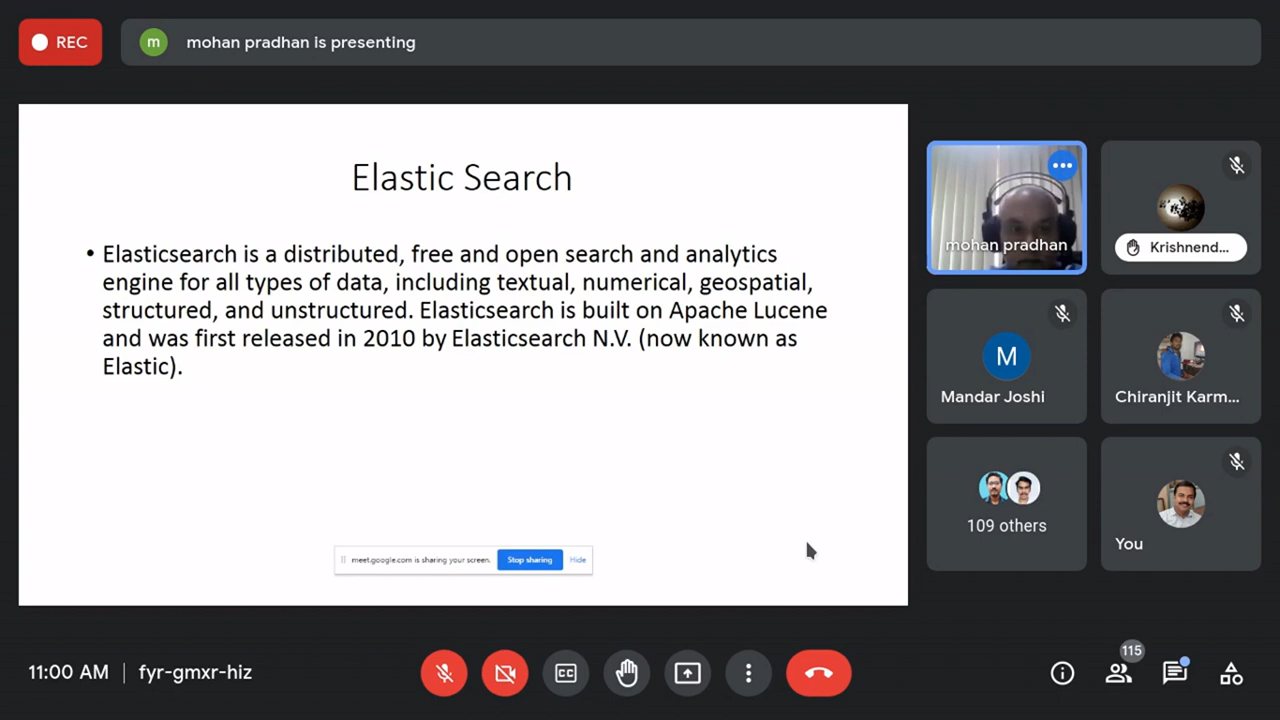 REC
m
mohan pradhan is presenting
Elastic Search
• Elasticsearch is a distributed, free and open search and analytics
engine for all types of data, including textual, numerical, geospatial,
structured, and unstructured. Elasticsearch is built on Apache Lucene
and was first released in 2010 by Elasticsearch N.V. (now known as
Elastic).
meet.google.com is sharing your screen. Stop sharing Hide
mohan pradhan
Krishnend...
M
Mandar Joshi
Chiranjit Karm...
109 others
You
11:00 AM | fyr-gmxr-hiz
CC
115